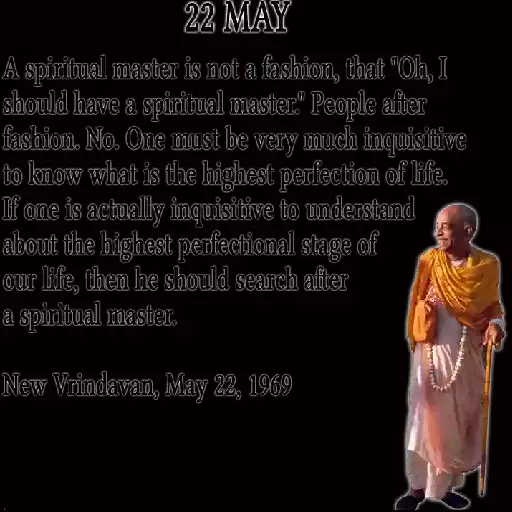 22 MAY
A spiritual master is not a fashion, that "Oh, I
should have a spiritual master." People after
fashion. No. One must be very much inquisitive
to know what is the highest perfection of life.
If one is actually inquisitive to understand
about the highest perfectional stage of
our life, then he should search after
a spiritual master.
New Vrindavan, May 22, 1969